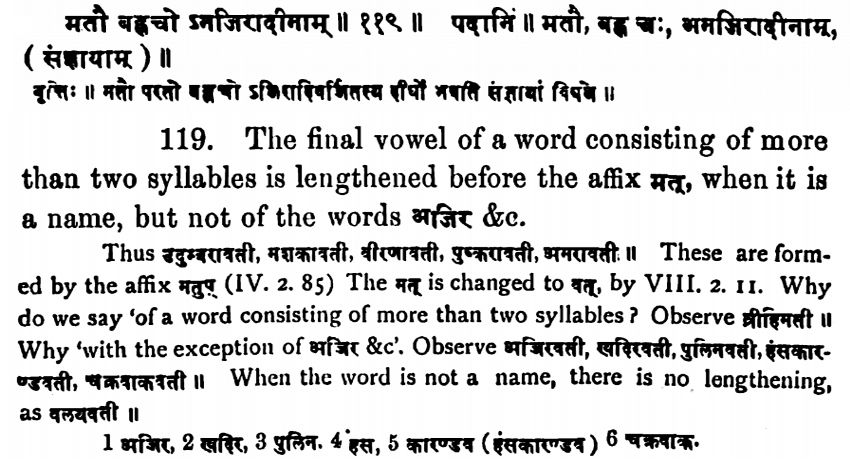 मतौ बह्वचो ऽनजिरादीनाम् ॥ ११९ ॥ पदानि ॥ मतौ, बह्वचः, अनजिरादीनाम्,
( संज्ञायाम् ) ॥
वृत्तिः ॥ मतौ परतो बह्वचो ऽजिरादिवर्जितस्य दीर्घो भवति संज्ञायां विषये ॥
119. The final vowel of a word consisting of more
than two syllables is lengthened before the affix मत्, when it is
a name, but not of the words अजिर &c.
Thus उदुम्बरावती, मशकावती, वीरणावती, पुष्करावती, अमरावती ॥ These are form-
ed by the affix मतुप् (IV. 2. 85) The मत् is changed to वत्, by VIII. 2. 11. Why
do we say 'of a word consisting of more than two syllables? Observe व्रीहिमती ॥
Why 'with the exception of अजिर &c'. Observe अजिरवती, खदिरवती, पुलिनवती, हंसकार-
ण्डवती, चक्रवाकवती ॥ When the word is not a name, there is no lengthening,
as वलयवती ॥
1 अजिर, 2 खदिर, 3 पुलिन. 4 हंस, 5 कारण्डव (हंसकारण्डव) 6 चक्रवाक.